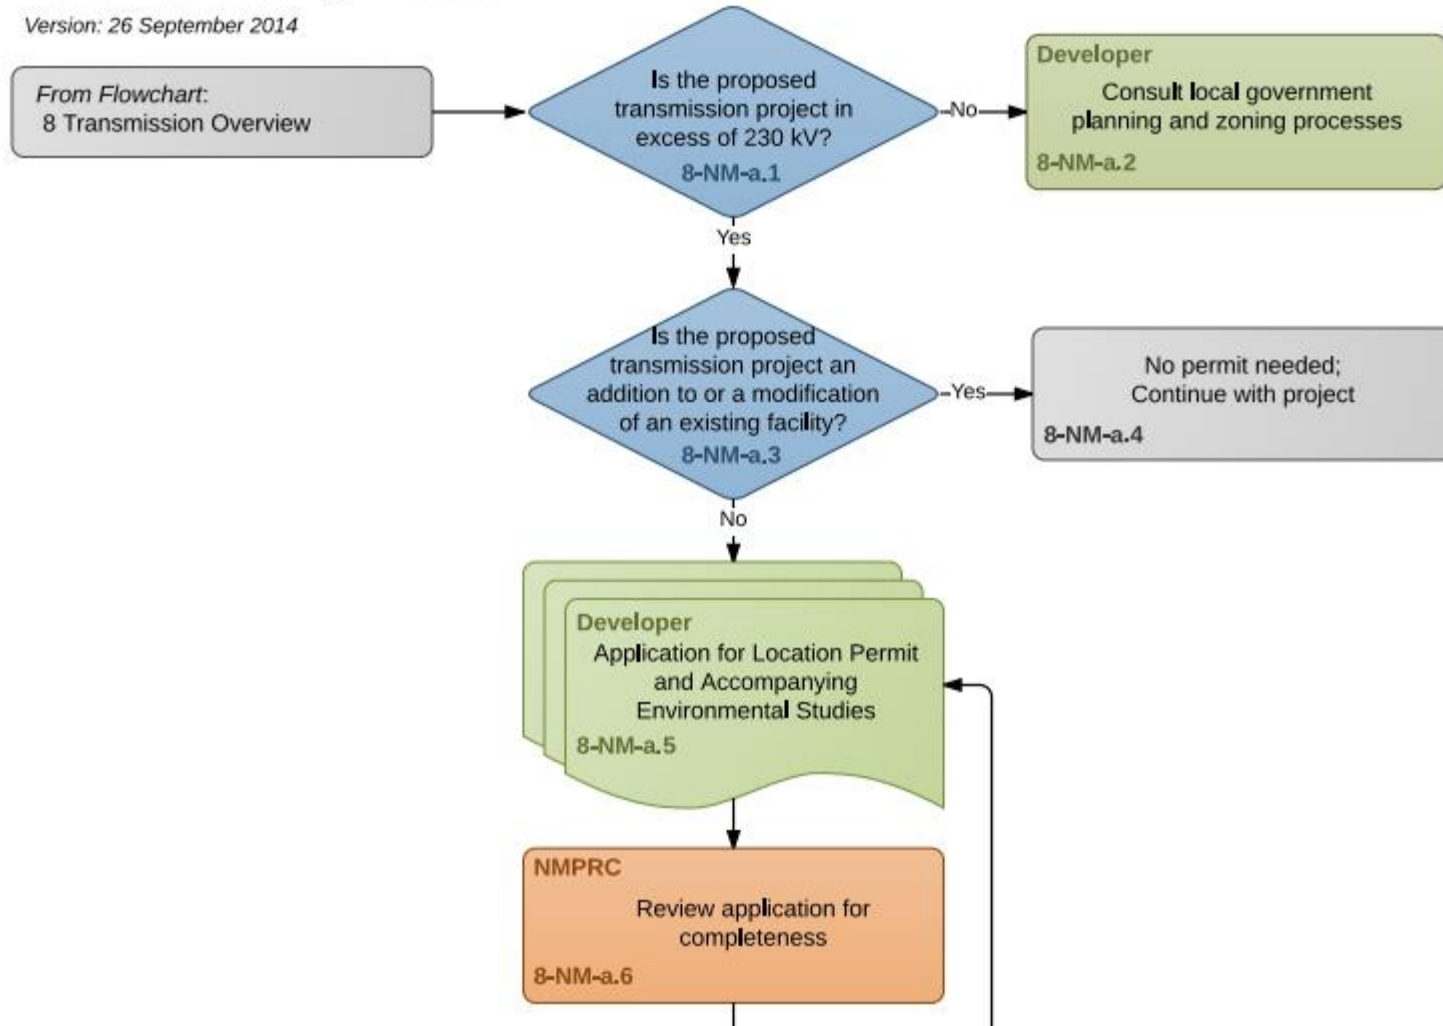 Version: 26 September 2014
From Flowchart:
8 Transmission Overview
Is the proposed
transmission project in
excess of 230 kV?
8-NM-a.1
No
Developer
Consult local government
planning and zoning processes
8-NM-a.2
Yes
Is the proposed
transmission project an
addition to or a modification
of an existing facility?
8-NM-a.3
Yes
No permit needed;
Continue with project
8-NM-a.4
No
Developer
Application for Location Permit
and Accompanying
Environmental Studies
8-NM-a.5
NMPRC
Review application for
completeness
8-NM-a.6